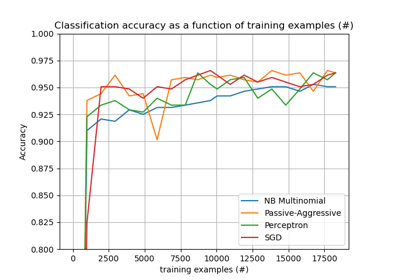 Classification accuracy as a function of training examples (#)
1.000
0.975
0.950
0.925
0.900
0.875
0.850
0.825
0.800
Accuracy
NB Multinomial
Passive-Aggressive
Perceptron
SGD
0 2500 5000 7500 10000 12500 15000 17500
training examples (#)